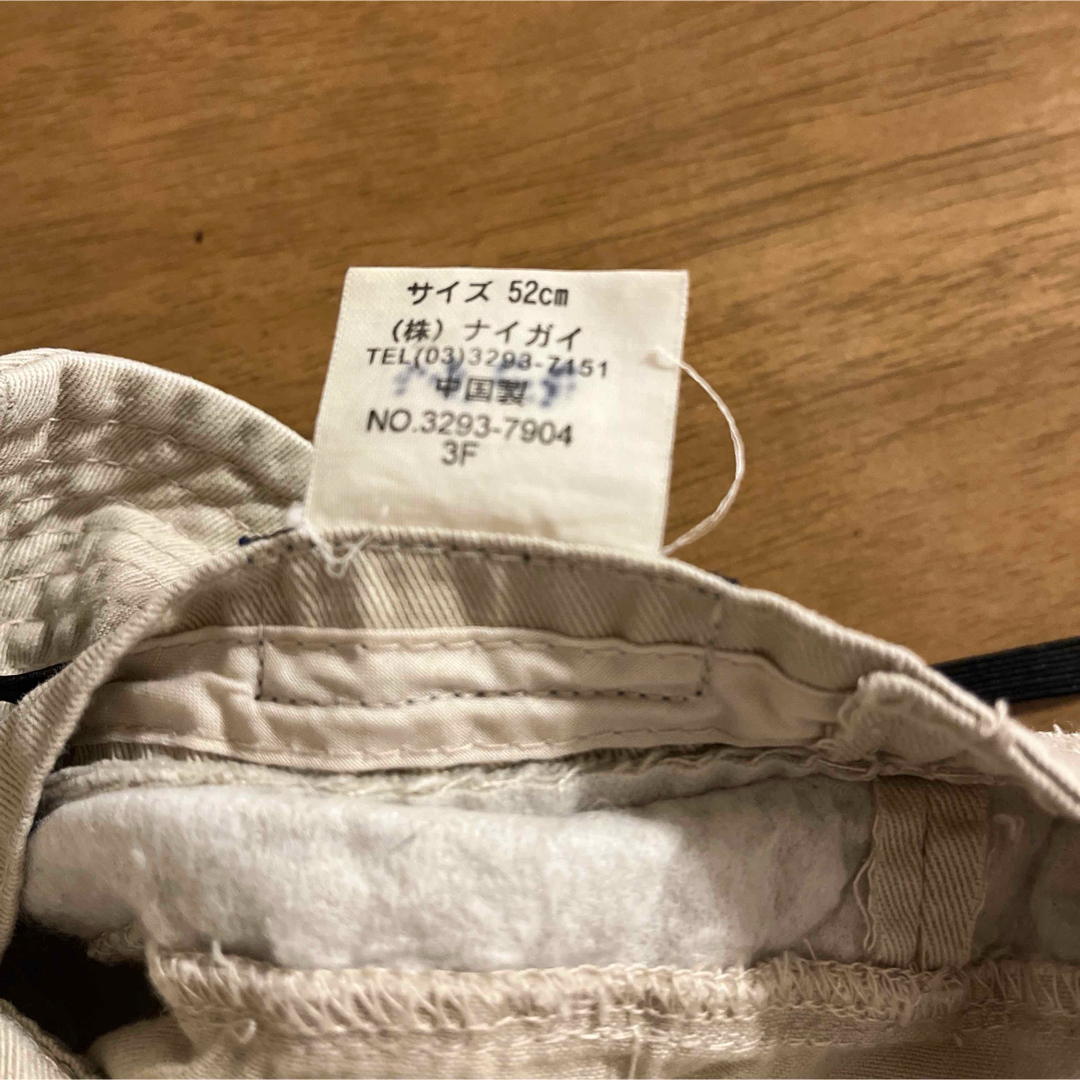 サイズ 52cm
(株) ナイガイ
TEL(03)3293-7151
中国製
NO.3293-7904
3F